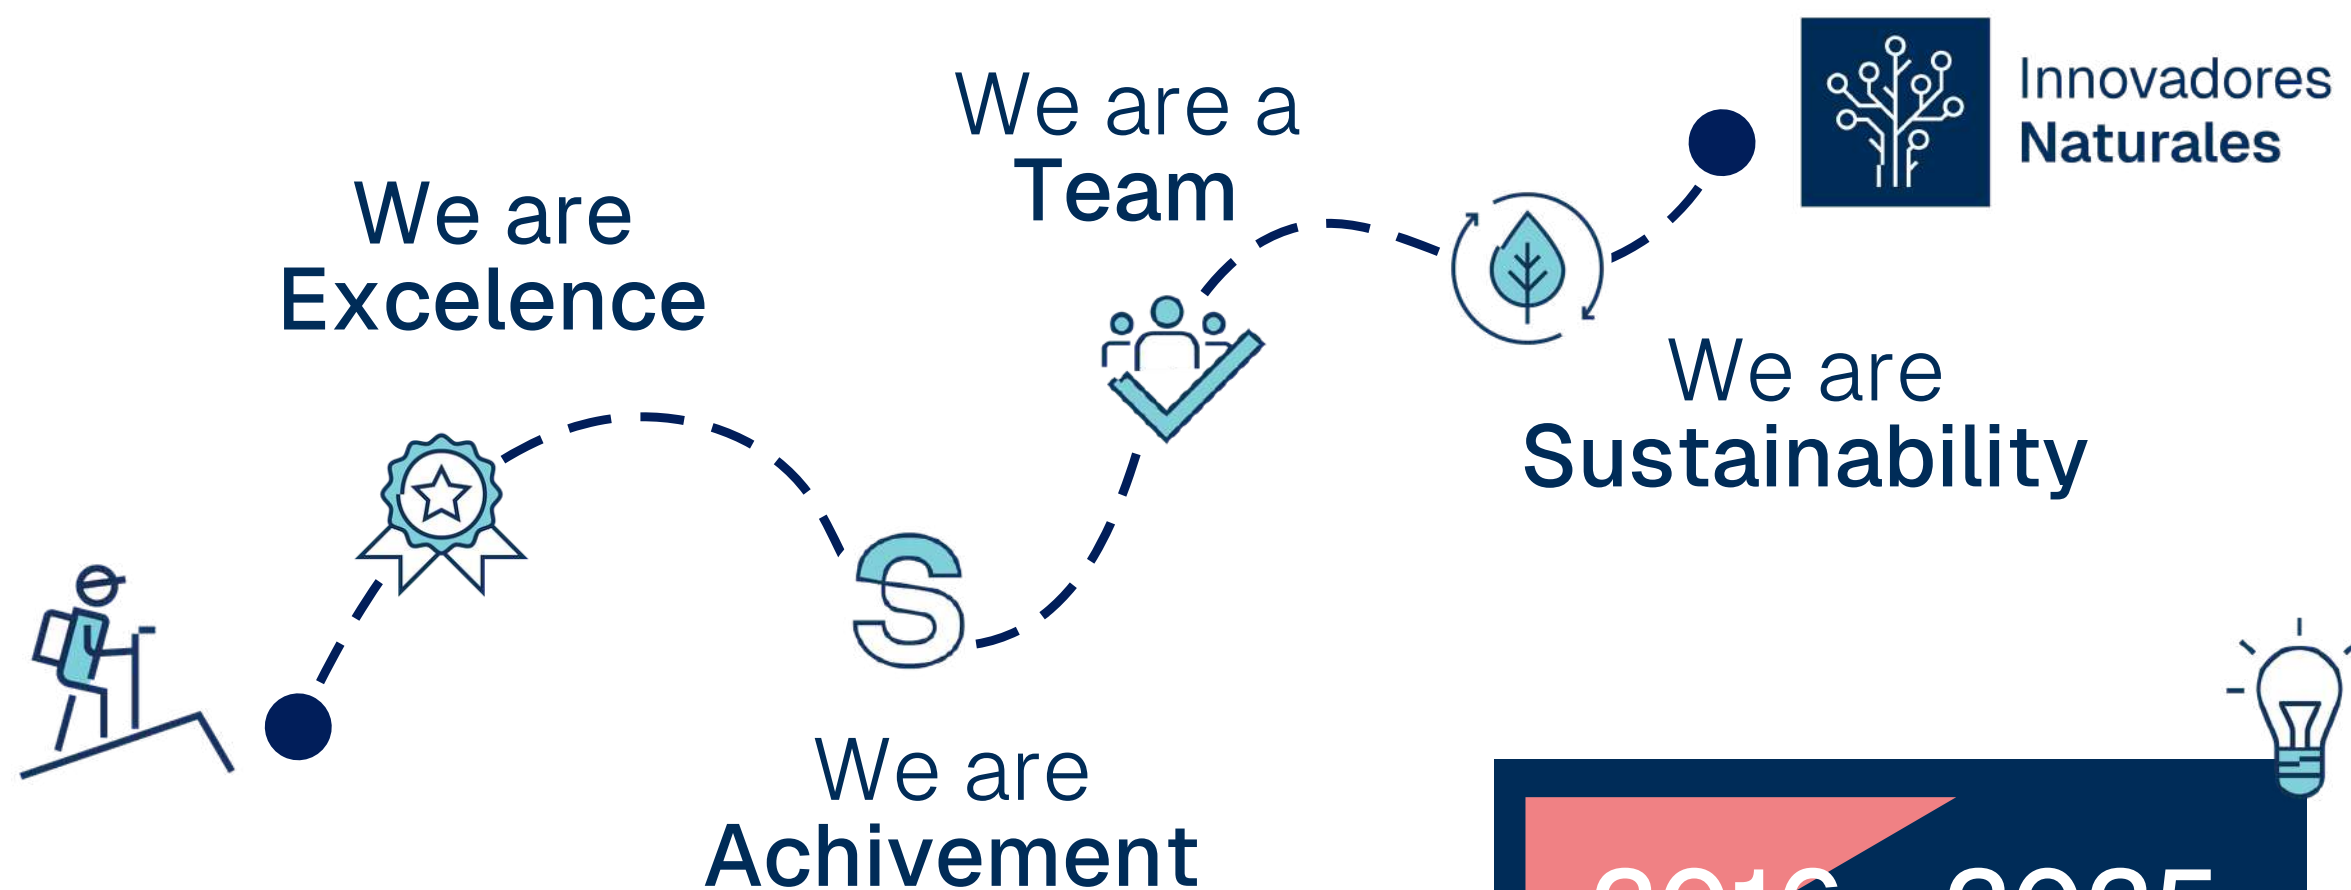 We are
Excelence
We are
Achivement
We are a
Team
We are
Sustainability
Innovadores
Naturales